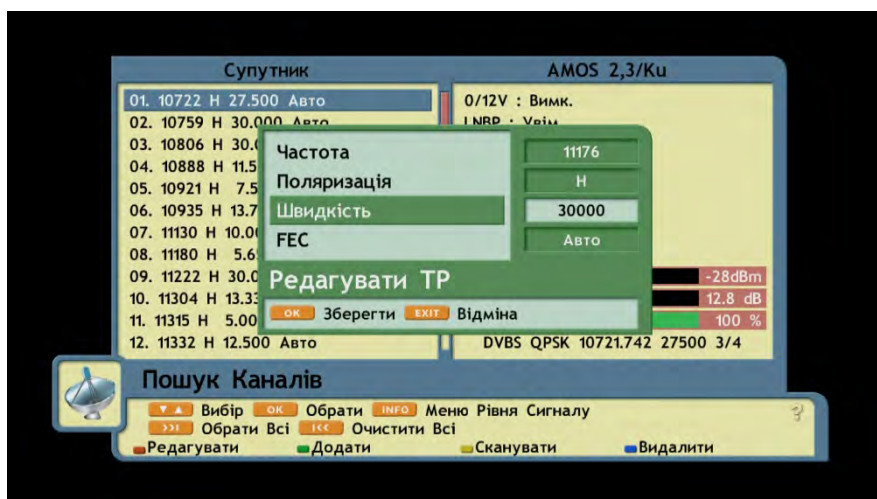 Супутник
AMOS 2,3/Ku
01. 10722 H 27.500 Авто
02. 10759 H 30.000 Авто
03. 10806 H 30.0
04. 10888 H 11.5
05. 10921 H 7.5
06. 10935 H 13.7
07. 11130 H 10.00
08. 11180 H 5.6
09. 11222 H 30.0
10. 11304 H 13.33
11. 11315 H 5.00
12. 11332 H 12.500 Авто
0/12V : Вимк.
LNBP : Увім
Частота 11176
Поляризація H
Швидкість 30000
FEC Авто
Редагувати TP
OK Зберегти EXIT Відміна
-28dBm
12.8 dB
100 %
DVBS QPSK 10721.742 27500 3/4
Пошук Каналів
Вибір OK Обрати INFO Меню Рівня Сигналу
Обрати Всі Очистити Всі
Редагувати Додати Сканувати Видалити